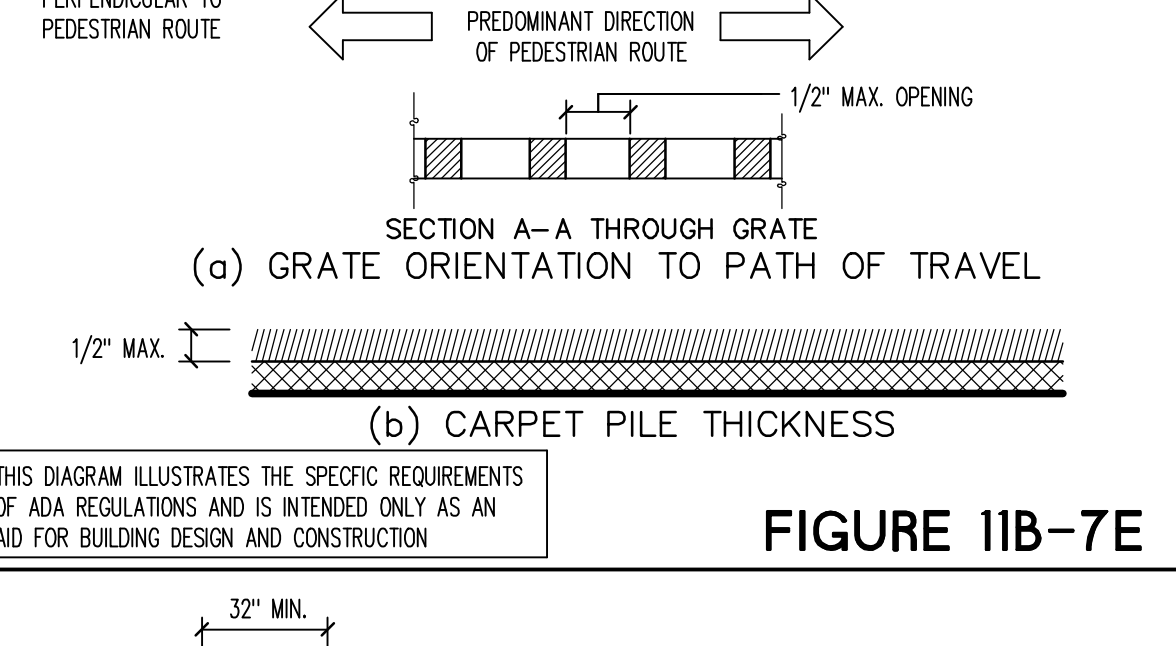 PERPENDICULAR TO
PEDESTRIAN ROUTE
PREDOMINANT DIRECTION
OF PEDESTRIAN ROUTE
1/2" MAX. OPENING
SECTION A-A THROUGH GRATE
(a) GRATE ORIENTATION TO PATH OF TRAVEL
1/2" MAX.
(b) CARPET PILE THICKNESS
THIS DIAGRAM ILLUSTRATES THE SPECFIC REQUIREMENTS
OF ADA REGULATIONS AND IS INTENDED ONLY AS AN
AID FOR BUILDING DESIGN AND CONSTRUCTION
FIGURE 11B-7E
32" MIN.